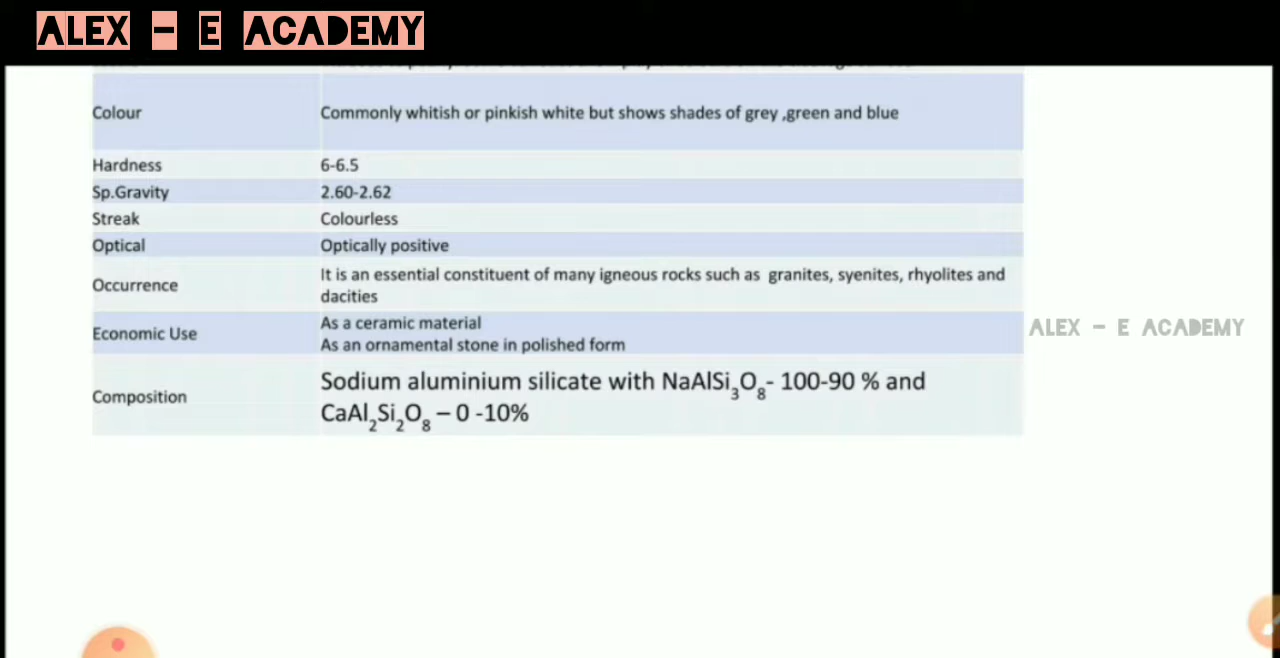 ALEX - E ACADEMY
Colour Commonly whitish or pinkish white but shows shades of grey ,green and blue
Hardness 6-6.5
Sp.Gravity 2.60-2.62
Streak Colourless
Optical Optically positive
Occurrence It is an essential constituent of many igneous rocks such as granites, syenites, rhyolites and
dacities
Economic Use As a ceramic material
As an ornamental stone in polished form
Composition Sodium aluminium silicate with NaAlSi₃O₈- 100-90 % and
CaAl₂Si₂O₈ – 0 -10%
ALEX - E ACADEMY